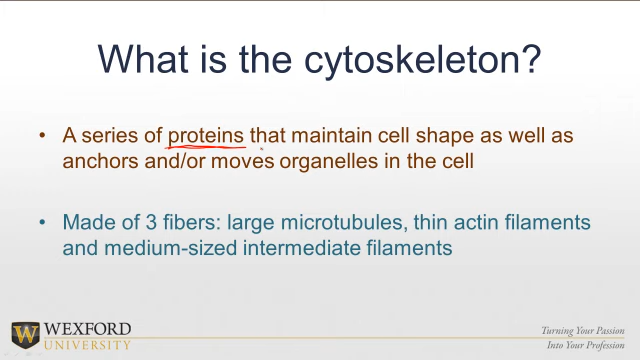 What is the cytoskeleton?
• A series of proteins that maintain cell shape as well as
anchors and/or moves organelles in the cell
• Made of 3 fibers: large microtubules, thin actin filaments
and medium-sized intermediate filaments
W WEXFORD
UNIVERSITY
Turning Your Passion
Into Your Profession